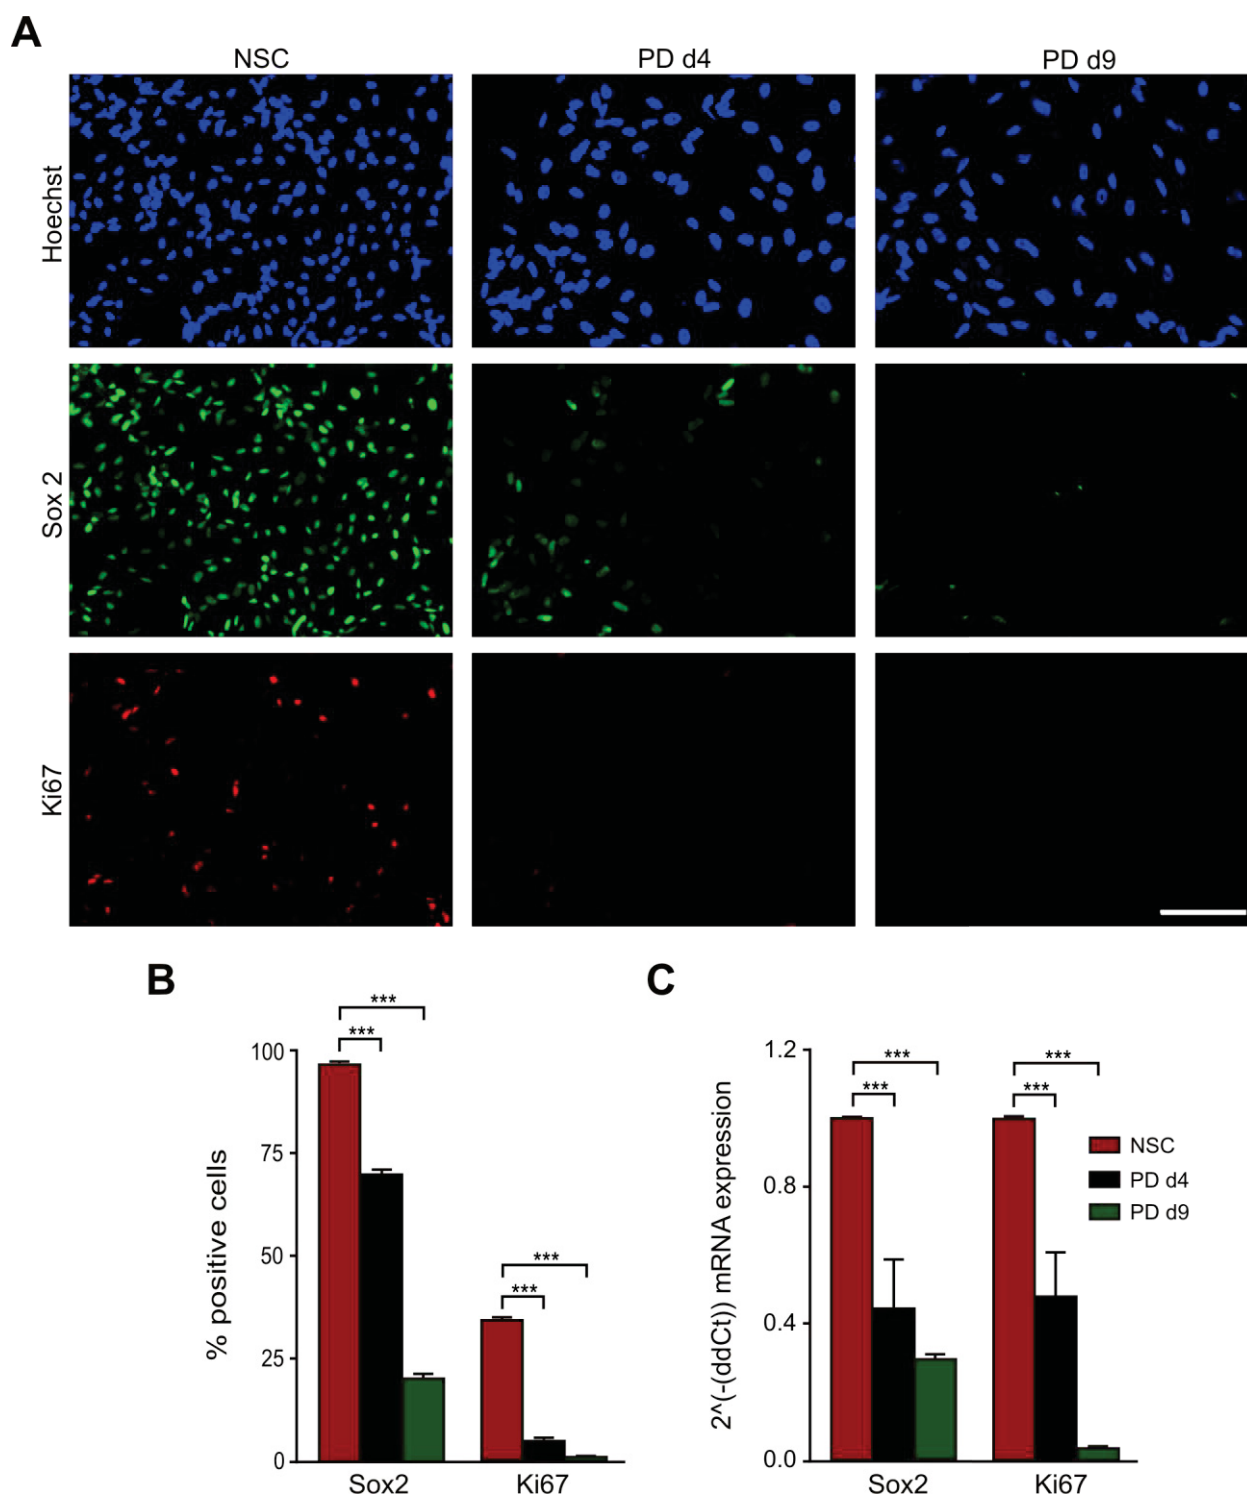 A
NSC
PD d4
PD d9
Hoechst
Sox 2
Ki67
B
***
***
***
***
100
75
50
25
0
% positive cells
Sox2
Ki67
C
***
***
***
***
1.2
0.8
0.4
0.0
2^(-(ddCt)) mRNA expression
Sox2
Ki67
NSC
PD d4
PD d9